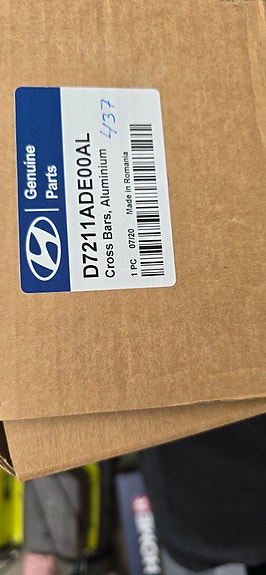 Genuine
Parts
D7211ADE00AL
Cross Bars, Aluminium
437
1 PC 07/20 Made in Romania
HOME